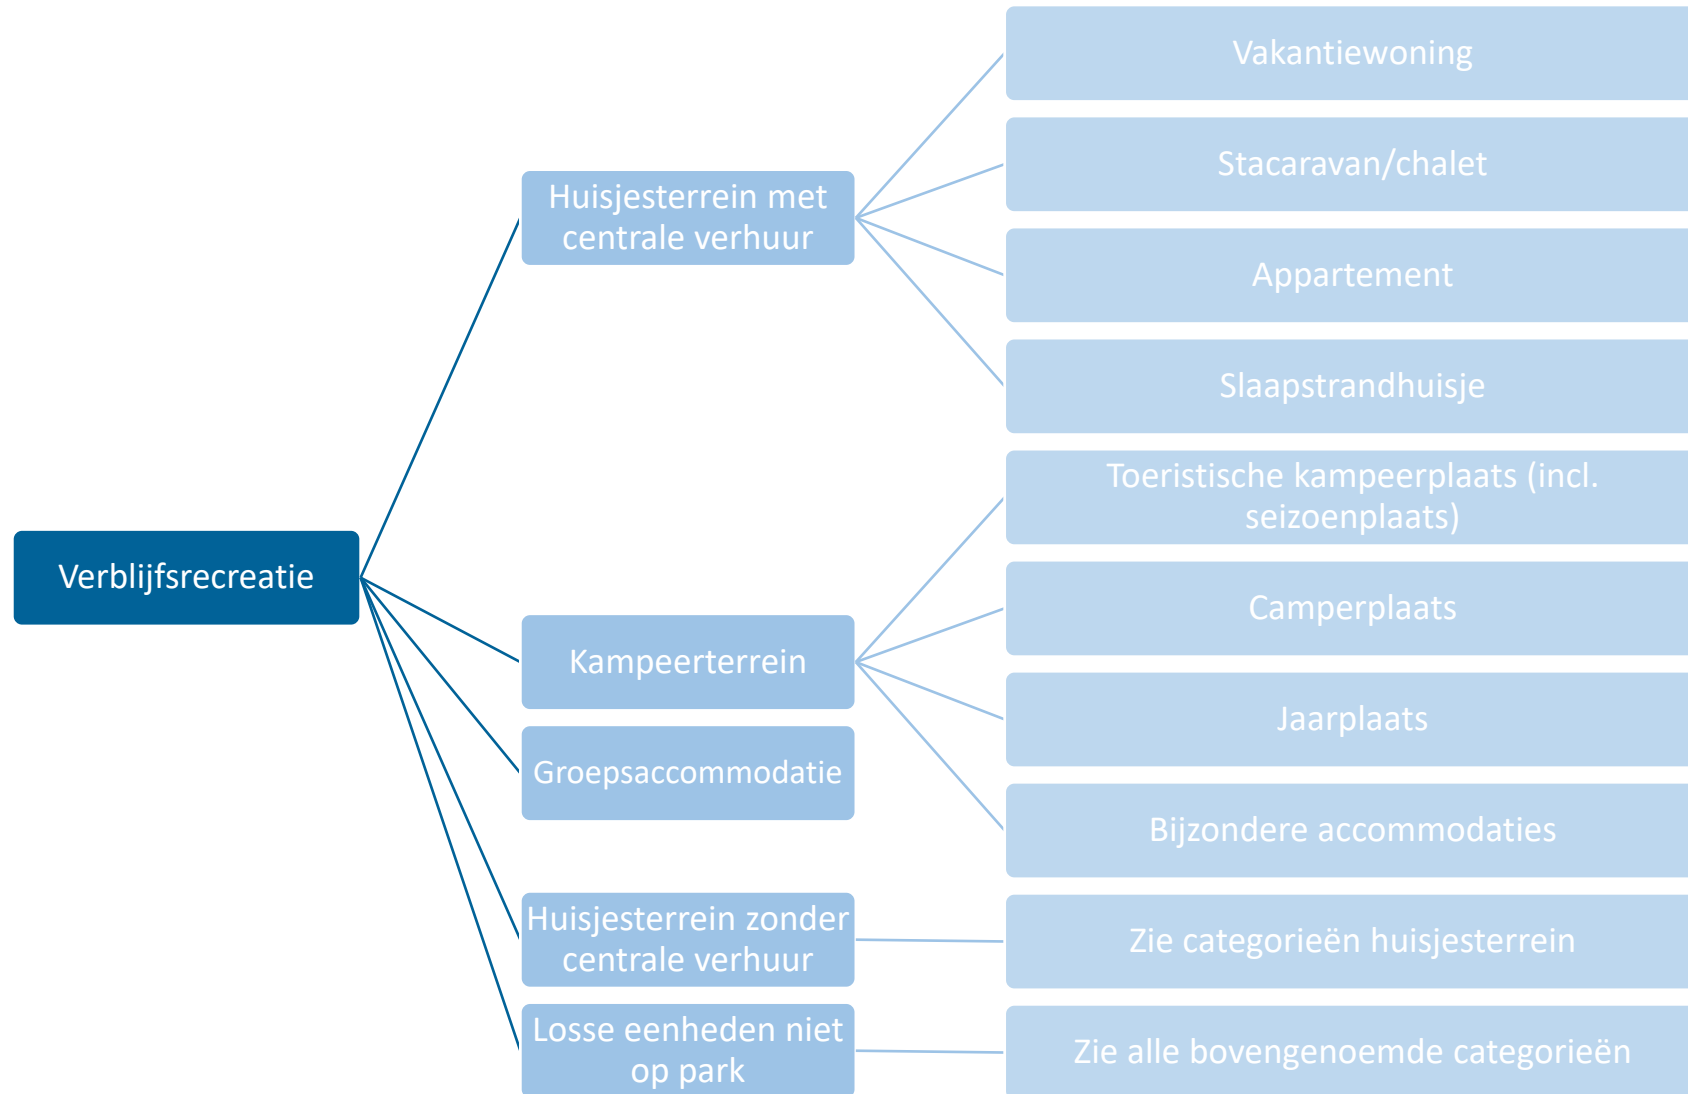 Verblijfsrecreatie
Huisjesterrein met
centrale verhuur
Vakantiewoning
Stacaravan/chalet
Appartement
Slaapstrandhuisje
Kampeerterrein
Toeristische kampeerplaats (incl.
seizoenplaats)
Camperplaats
Jaarplaats
Bijzondere accommodaties
Groepsaccommodatie
Huisjesterrein zonder
centrale verhuur
Zie categorieën huisjesterrein
Losse eenheden niet
op park
Zie alle bovengenoemde categorieën